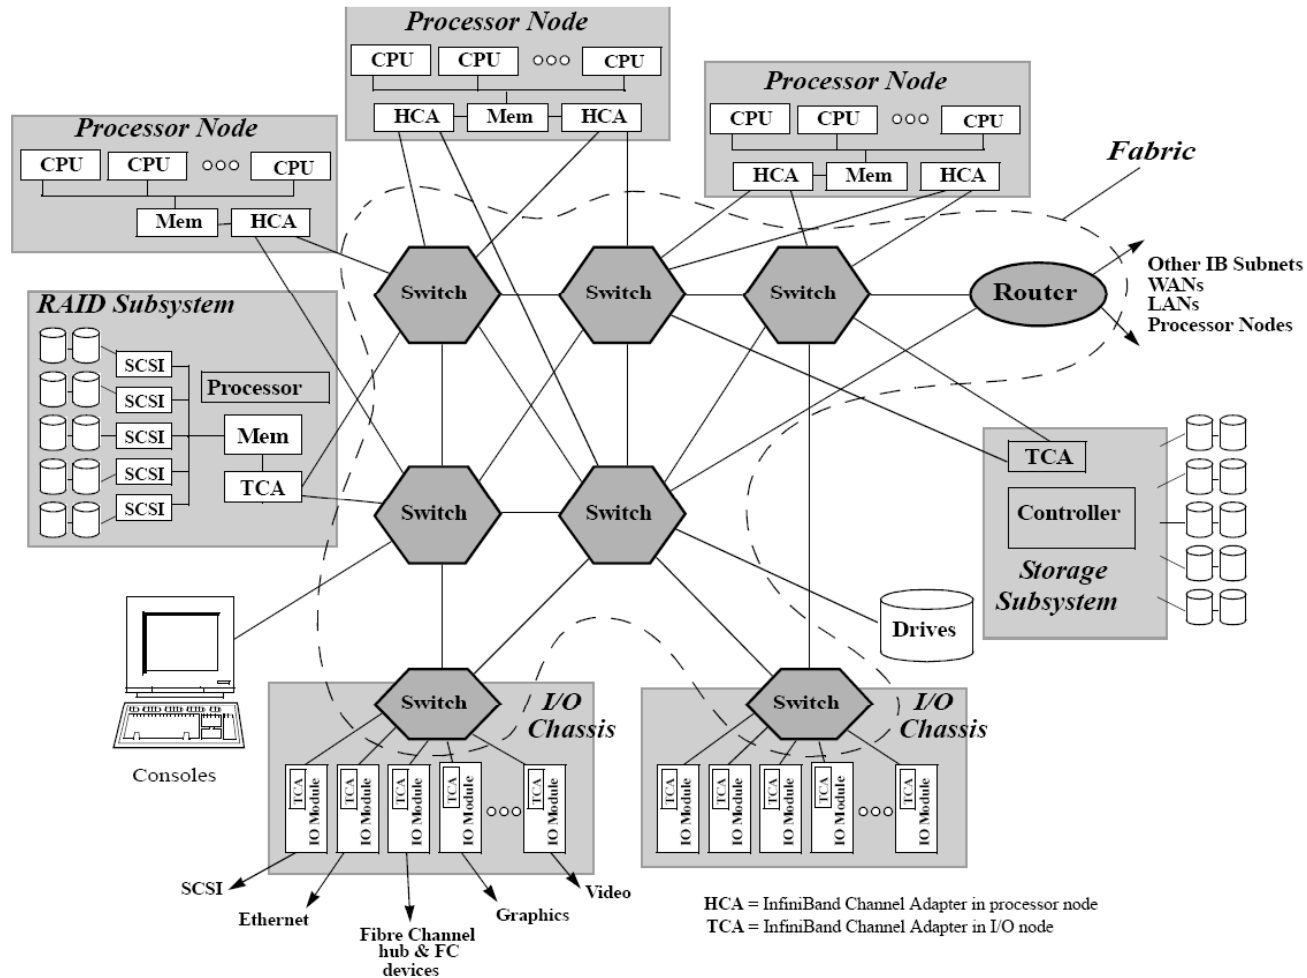 Processor Node
CPU CPU CPU
HCA Mem HCA
Processor Node
CPU CPU CPU
HCA Mem HCA
Processor Node
CPU CPU CPU
Mem HCA
Fabric
Switch Switch Switch Router
Other IB Subnets
WANs
LANs
Processor Nodes
RAID Subsystem
SCSI
SCSI
SCSI
SCSI
SCSI
Processor
Mem
TCA
Switch Switch
TCA
Controller
Storage
Subsystem
Drives
Consoles
Switch
I/O
Chassis
TCA IO Module
TCA IO Module
TCA IO Module
TCA IO Module
TCA IO Module
Switch
I/O
Chassis
TCA IO Module
TCA IO Module
TCA IO Module
TCA IO Module
TCA IO Module
SCSI
Ethernet
Fibre Channel
hub & FC
devices
Graphics
Video
HCA = InfiniBand Channel Adapter in processor node
TCA = InfiniBand Channel Adapter in I/O node